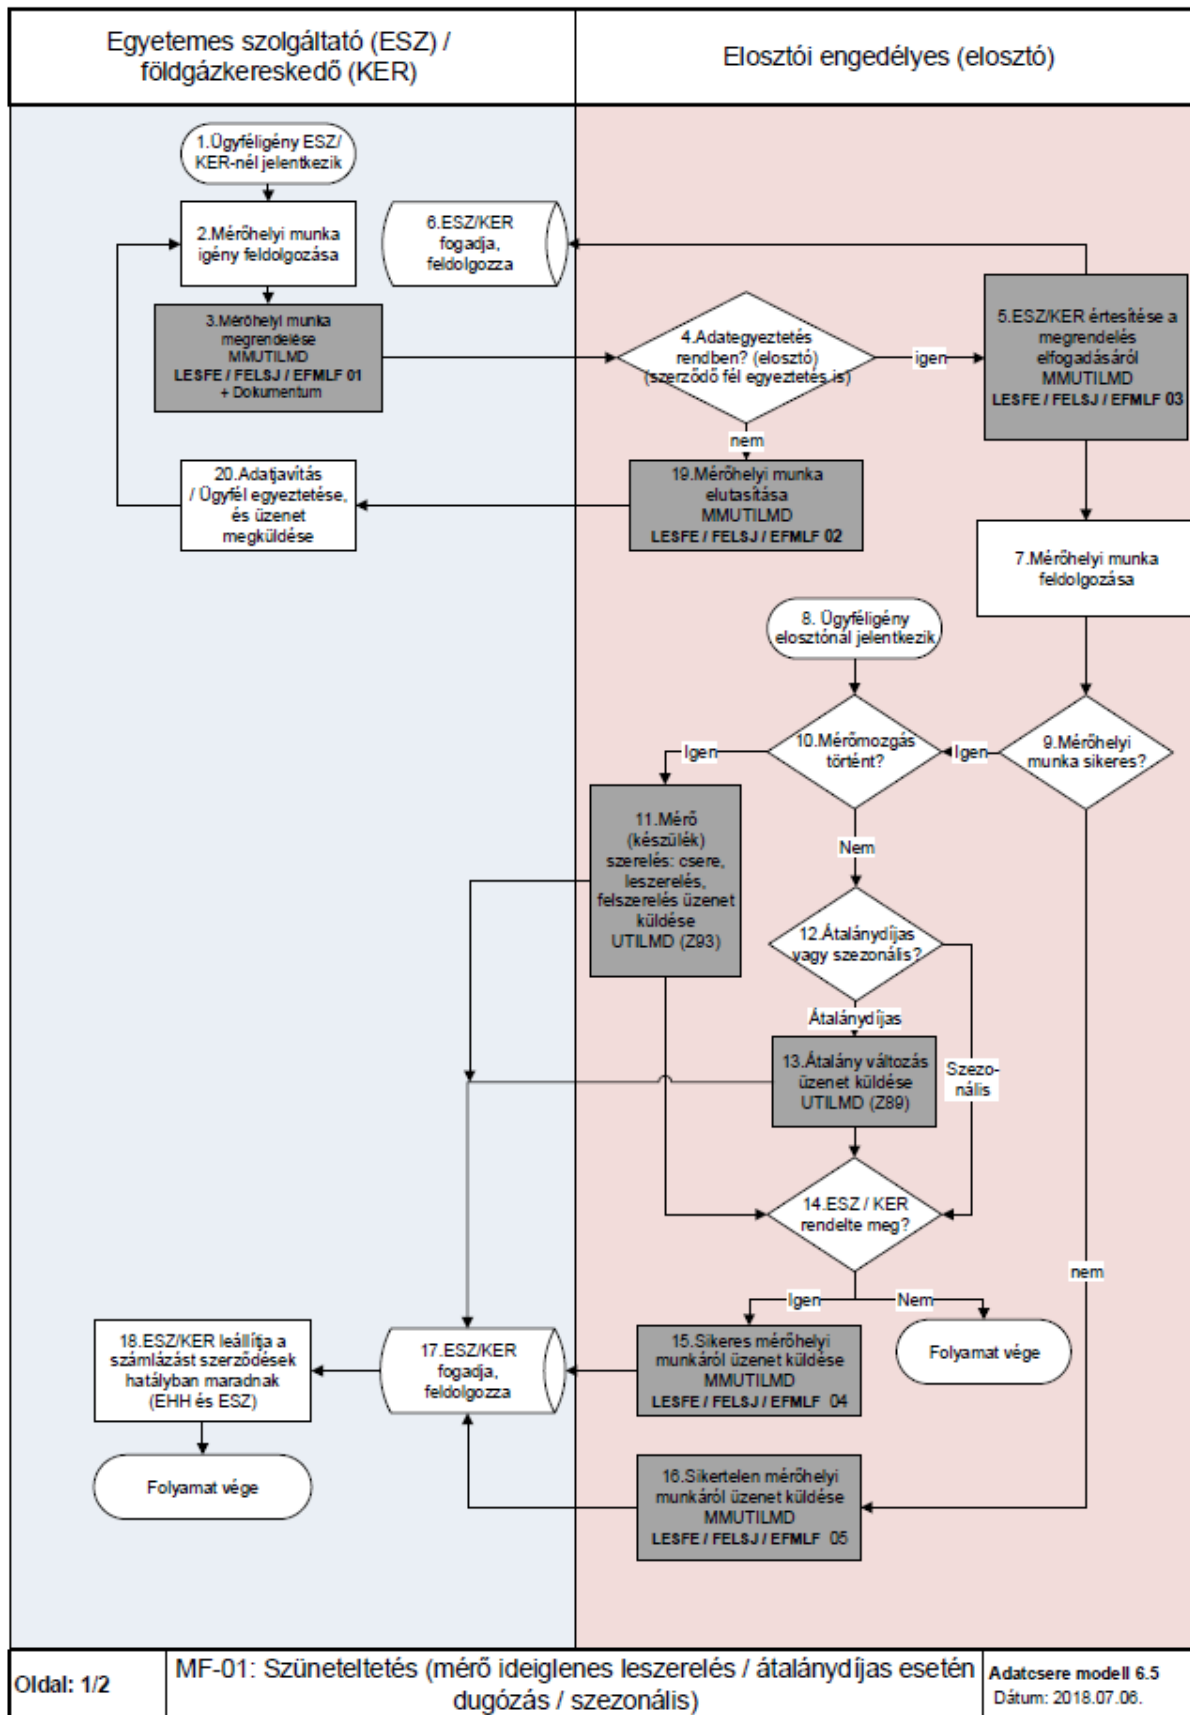 Egyetemes szolgáltató (ESZ) /
földgázkereskedő (KER)
Elosztói engedélyes (elosztó)
1.Ügyféligény ESZ/
KER-nél jelentkezik
2.Mérőhelyi munka
igény feldolgozása
6.ESZ/KER
fogadja,
feldolgozza
3.Mérőhelyi munka
megrendelése
MMUTILMD
LESFE / FELSJ / EFMLF 01
+ Dokumentum
4.Adategyeztetés
rendben? (elosztó)
(szerződő fél egyeztetés is)
igen
5.ESZ/KER értesítése a
megrendelés
elfogadásáról
MMUTILMD
LESFE / FELSJ / EFMLF 03
nem
20.Adatjavítás
/ Ügyfél egyeztetése,
és üzenet
megküldése
19.Mérőhelyi munka
elutasítása
MMUTILMD
LESFE / FELSJ / EFMLF 02
7.Mérőhelyi munka
feldolgozása
8. Ügyféligény
elosztónál jelentkezik
Igen
10.Mérőmozgás
történt?
Igen
9.Mérőhelyi
munka sikeres?
11.Mérő
(készülék)
szerelés: csere,
leszerelés,
felszerelés üzenet
küldése
UTILMD (Z93)
Nem
12.Átalánydíjas
vagy szezonális?
Átalánydíjas
13.Átalány változás
üzenet küldése
UTILMD (Z89)
Szezo-
nális
14.ESZ / KER
rendelte meg?
nem
Igen
Nem
18.ESZ/KER leállítja a
számlázást szerződések
hatályban maradnak
(EHH és ESZ)
17.ESZ/KER
fogadja,
feldolgozza
15.Sikeres mérőhelyi
munkáról üzenet küldése
MMUTILMD
LESFE / FELSJ / EFMLF 04
Folyamat vége
Folyamat vége
16.Sikertelen mérőhelyi
munkáról üzenet küldése
MMUTILMD
LESFE / FELSJ / EFMLF 05
Oldal: 1/2
MF-01: Szüneteltetés (mérő ideiglenes leszerelés / átalánydíjas esetén
dugózás / szezonális)
Adatcsere modell 6.5
Dátum: 2018.07.06.